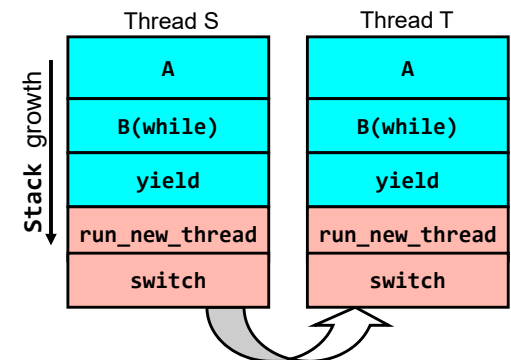 Thread S
Thread T
Stack growth
A
A
B(while)
B(while)
yield
yield
run_new_thread
run_new_thread
switch
switch